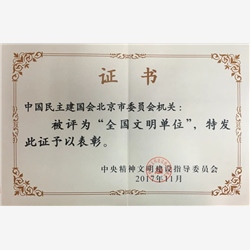 证书
中国民主建国会北京市委员会机关：
被评为“全国文明单位”，特发
此证予以表彰。
中央精神文明建设指导委员会
2017年11月